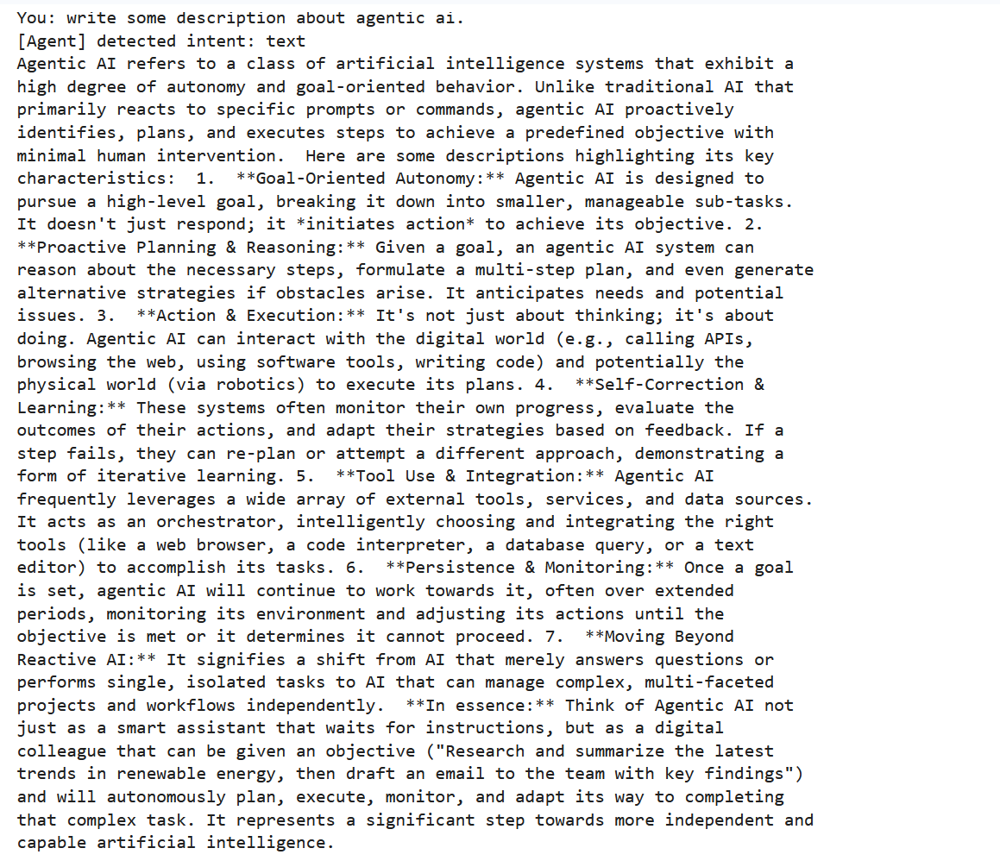 You: write some description about agentic ai.
[Agent] detected intent: text
Agentic AI refers to a class of artificial intelligence systems that exhibit a
high degree of autonomy and goal-oriented behavior. Unlike traditional AI that
primarily reacts to specific prompts or commands, agentic AI proactively
identifies, plans, and executes steps to achieve a predefined objective with
minimal human intervention.  Here are some descriptions highlighting its key
characteristics:  1.  **Goal-Oriented Autonomy:** Agentic AI is designed to
pursue a high-level goal, breaking it down into smaller, manageable sub-tasks.
It doesn't just respond; it *initiates action* to achieve its objective. 2.
**Proactive Planning & Reasoning:** Given a goal, an agentic AI system can
reason about the necessary steps, formulate a multi-step plan, and even generate
alternative strategies if obstacles arise. It anticipates needs and potential
issues. 3.  **Action & Execution:** It's not just about thinking; it's about
doing. Agentic AI can interact with the digital world (e.g., calling APIs,
browsing the web, using software tools, writing code) and potentially the
physical world (via robotics) to execute its plans. 4.  **Self-Correction &
Learning:** These systems often monitor their own progress, evaluate the
outcomes of their actions, and adapt their strategies based on feedback. If a
step fails, they can re-plan or attempt a different approach, demonstrating a
form of iterative learning. 5.  **Tool Use & Integration:** Agentic AI
frequently leverages a wide array of external tools, services, and data sources.
It acts as an orchestrator, intelligently choosing and integrating the right
tools (like a web browser, a code interpreter, a database query, or a text
editor) to accomplish its tasks. 6.  **Persistence & Monitoring:** Once a goal
is set, agentic AI will continue to work towards it, often over extended
periods, monitoring its environment and adjusting its actions until the
objective is met or it determines it cannot proceed. 7.  **Moving Beyond
Reactive AI:** It signifies a shift from AI that merely answers questions or
performs single, isolated tasks to AI that can manage complex, multi-faceted
projects and workflows independently.  **In essence:** Think of Agentic AI not
just as a smart assistant that waits for instructions, but as a digital
colleague that can be given an objective ("Research and summarize the latest
trends in renewable energy, then draft an email to the team with key findings")
and will autonomously plan, execute, monitor, and adapt its way to completing
that complex task. It represents a significant step towards more independent and
capable artificial intelligence.